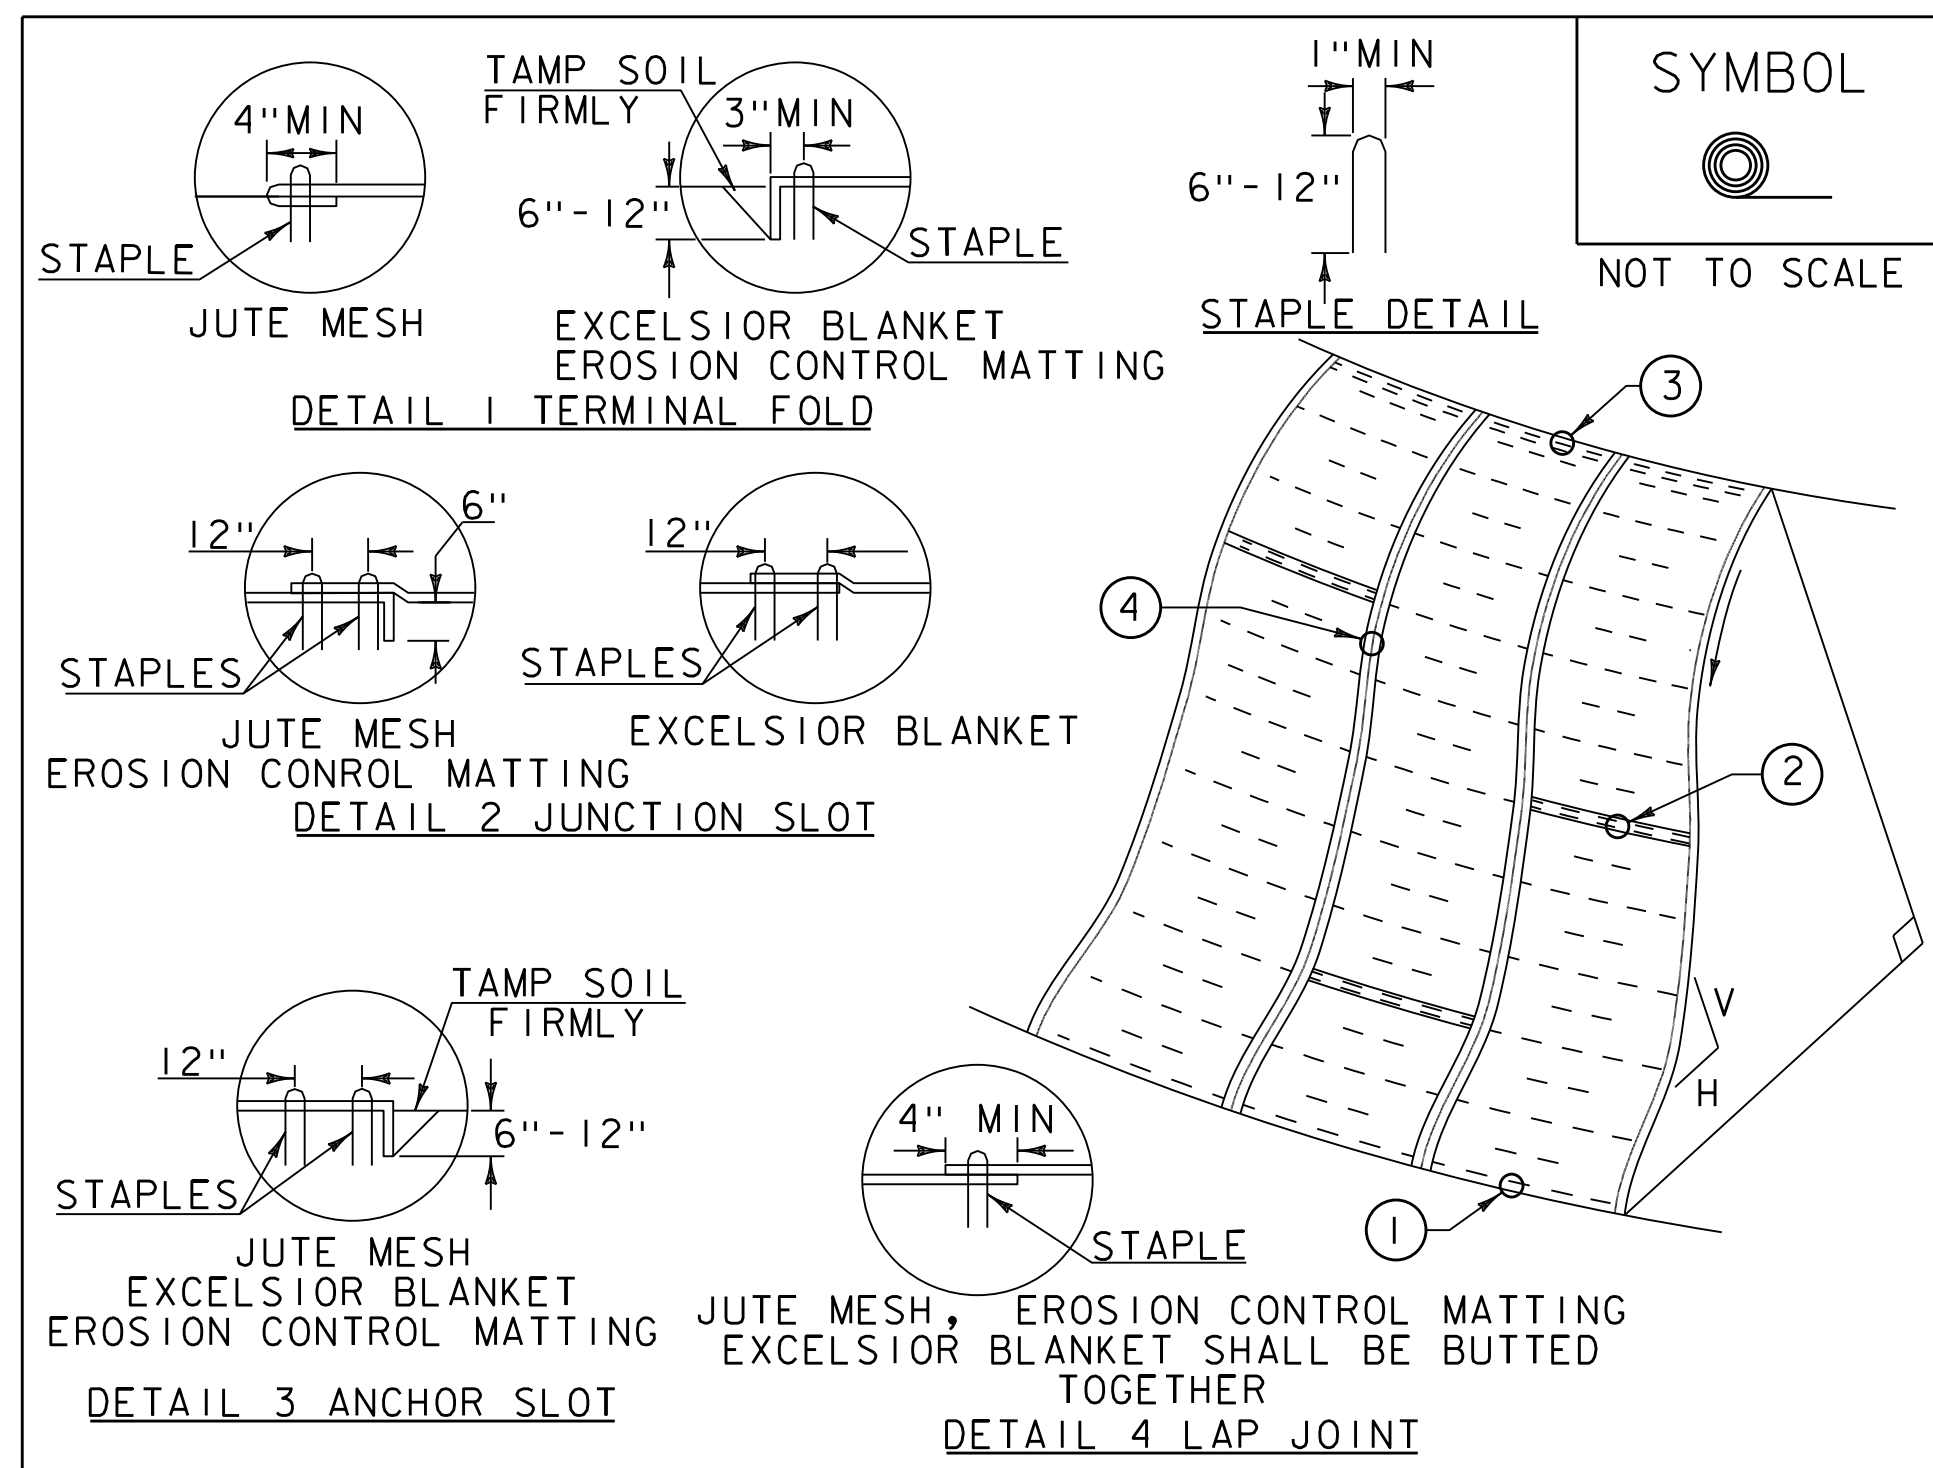 TAMP SOIL
FIRMLY
4"MIN
3"MIN
6"-12"
STAPLE
STAPLE
JUTE MESH
EXCELSIOR BLANKET
EROSION CONTROL MATTING
DETAIL 1 TERMINAL FOLD
1"MIN
6"-12"
STAPLE DETAIL
SYMBOL
NOT TO SCALE
12"
6"
STAPLES
JUTE MESH
EROSION CONROL MATTING
12"
STAPLES
EXCELSIOR BLANKET
DETAIL 2 JUNCTION SLOT
3
4
2
1
V
H
TAMP SOIL
FIRMLY
12"
6"-12"
STAPLES
JUTE MESH
EXCELSIOR BLANKET
EROSION CONTROL MATTING
DETAIL 3 ANCHOR SLOT
4" MIN
STAPLE
JUTE MESH, EROSION CONTROL MATTING
EXCELSIOR BLANKET SHALL BE BUTTED
TOGETHER
DETAIL 4 LAP JOINT